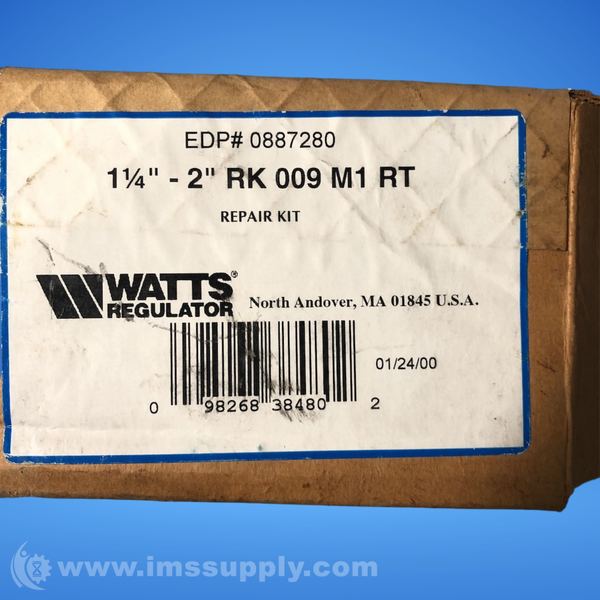 EDP# 0887280
1¼" - 2" RK 009 M1 RT
REPAIR KIT
WATTS®
REGULATOR
North Andover, MA 01845 U.S.A.
01/24/00
0 98268 38480 2
www.imssupply.com